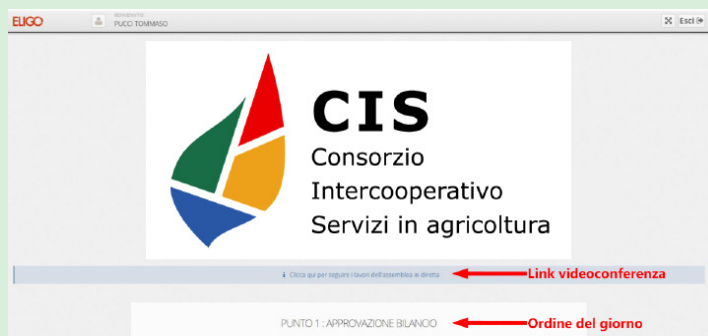 ELIGO
BENVENUTO
PUCCI TOMMASO
Esci
CIS
Consorzio
Intercooperativo
Servizi in agricoltura
Clicca qui per seguire i lavori dell'assemblea in diretta
Link videoconferenza
PUNTO 1 : APPROVAZIONE BILANCIO
Ordine del giorno